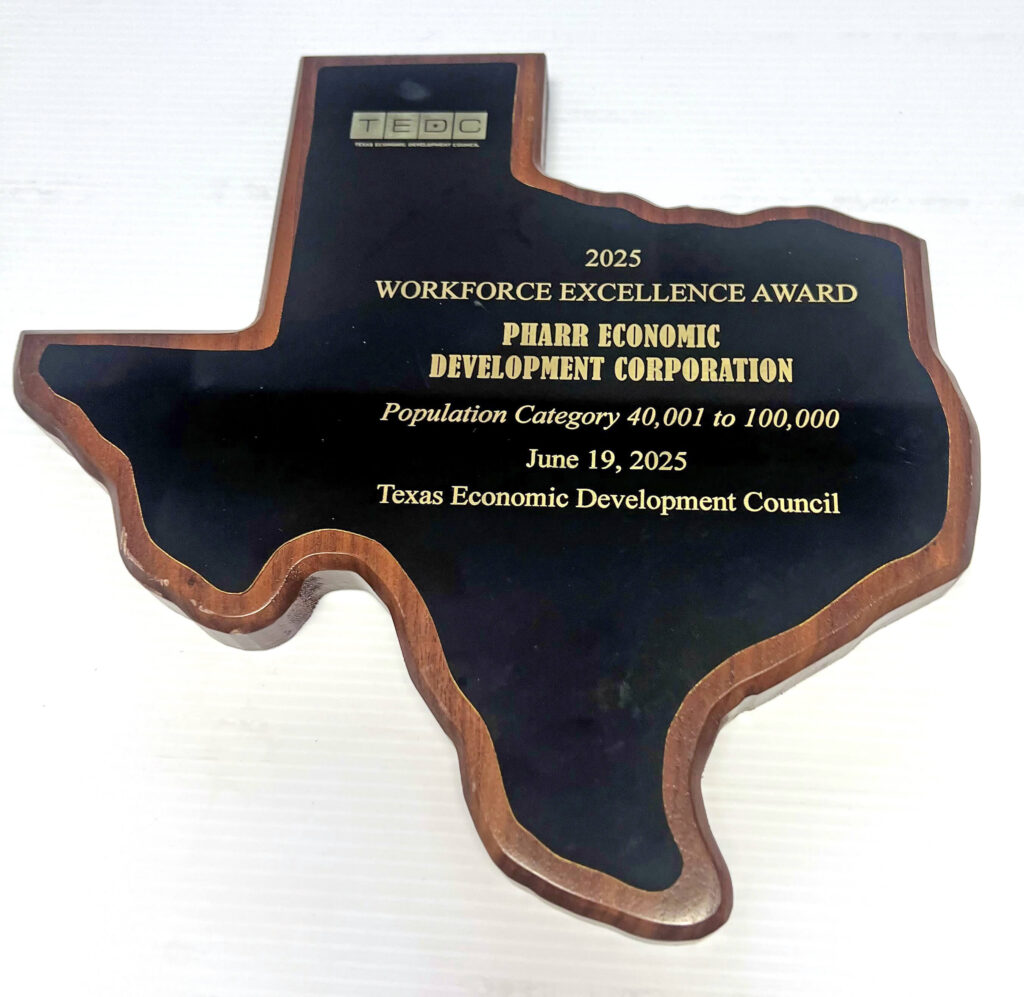 TEDC
TEXAS ECONOMIC DEVELOPMENT COUNCIL
2025
WORKFORCE EXCELLENCE AWARD
PHARR ECONOMIC
DEVELOPMENT CORPORATION
Population Category 40,001 to 100,000
June 19, 2025
Texas Economic Development Council